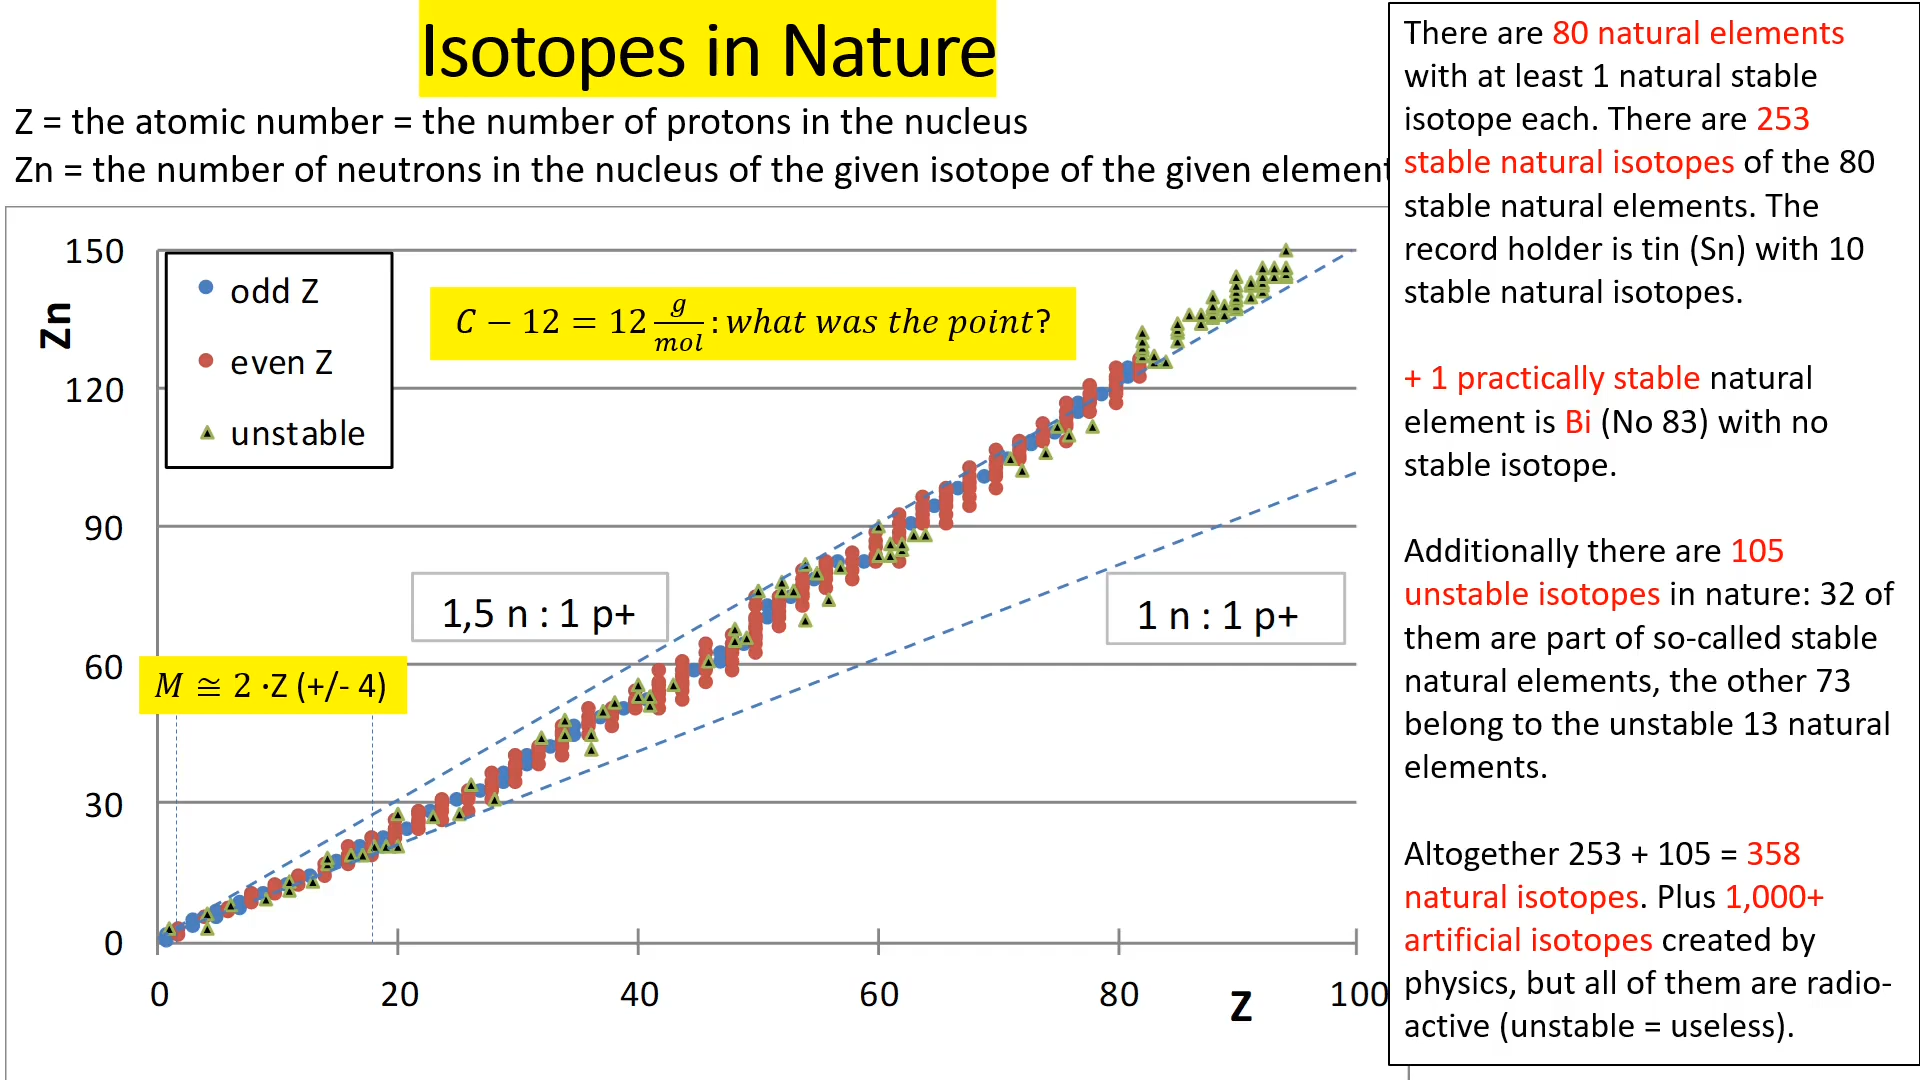 Isotopes in Nature
Z = the atomic number = the number of protons in the nucleus
Zn = the number of neutrons in the nucleus of the given isotope of the given element
150
120
90
60
30
0
Zn
odd Z
even Z
unstable
C − 12 = 12 g/mol : what was the point?
1,5 n : 1 p+
1 n : 1 p+
M ≅ 2 ·Z (+/- 4)
0
20
40
60
80
100
Z
There are 80 natural elements
with at least 1 natural stable
isotope each. There are 253
stable natural isotopes of the 80
stable natural elements. The
record holder is tin (Sn) with 10
stable natural isotopes.
+ 1 practically stable natural
element is Bi (No 83) with no
stable isotope.
Additionally there are 105
unstable isotopes in nature: 32 of
them are part of so-called stable
natural elements, the other 73
belong to the unstable 13 natural
elements.
Altogether 253 + 105 = 358
natural isotopes. Plus 1,000+
artificial isotopes created by
physics, but all of them are radio-
active (unstable = useless).